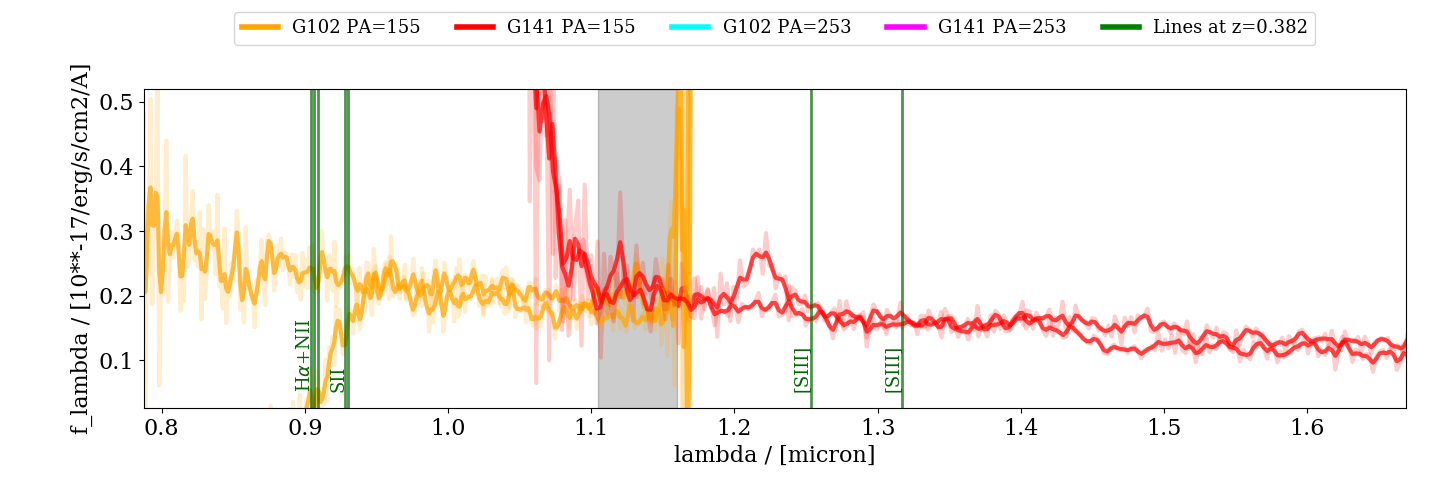 G102 PA=155 G141 PA=155 G102 PA=253 G141 PA=253 Lines at z=0.382
f_lambda / [10**-17/erg/s/cm2/A]
0.5
0.4
0.3
0.2
0.1
Hα+NII
SII
[SIII]
[SIII]
0.8 0.9 1.0 1.1 1.2 1.3 1.4 1.5 1.6
lambda / [micron]